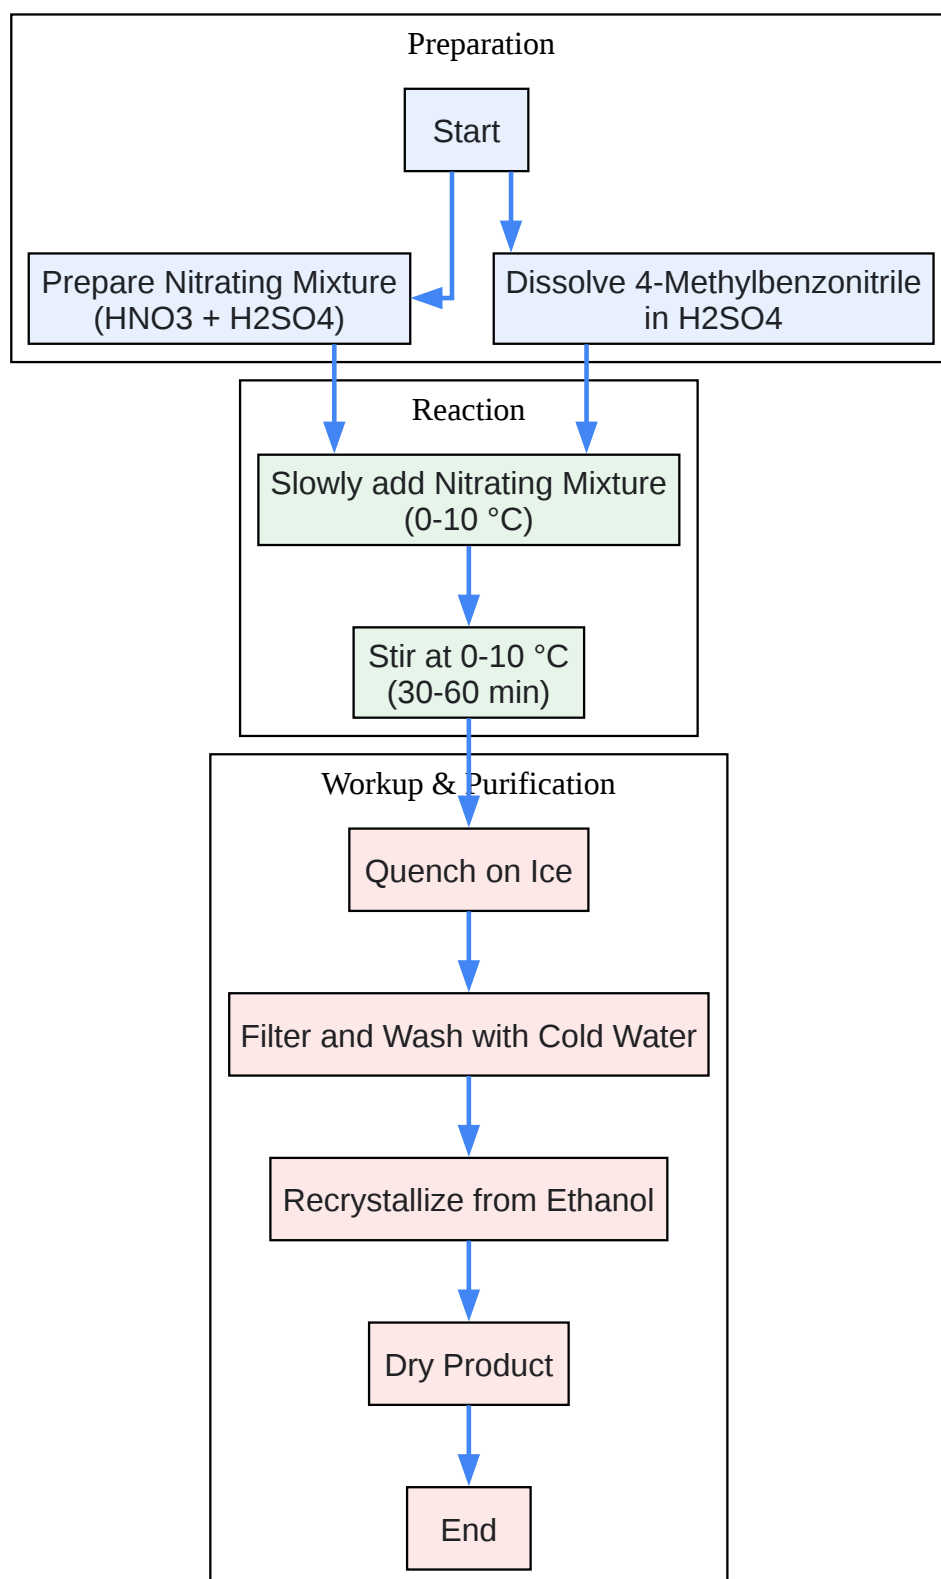 Preparation
Start
Prepare Nitrating Mixture
(HNO3 + H2SO4)
Dissolve 4-Methylbenzonitrile
in H2SO4
Reaction
Slowly add Nitrating Mixture
(0-10 °C)
Stir at 0-10 °C
(30-60 min)
Workup & Purification
Quench on Ice
Filter and Wash with Cold Water
Recrystallize from Ethanol
Dry Product
End